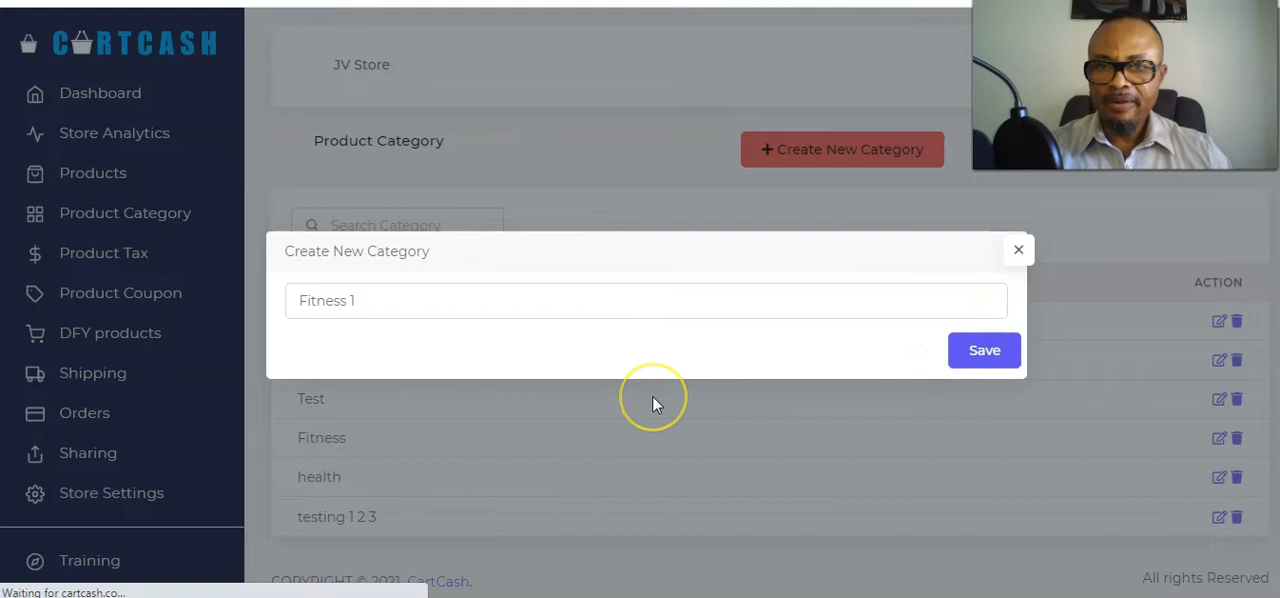 CARTCASH
Dashboard
Store Analytics
Products
Product Category
Product Tax
Product Coupon
DFY products
Shipping
Orders
Sharing
Store Settings
Training
JV Store
Product Category
+ Create New Category
Search Category
Create New Category
×
Fitness 1
Save
ACTION
Test
Fitness
health
testing 1 2 3
COPYRIGHT © 2021 CartCash.
All rights Reserved
Waiting for cartcash.co...